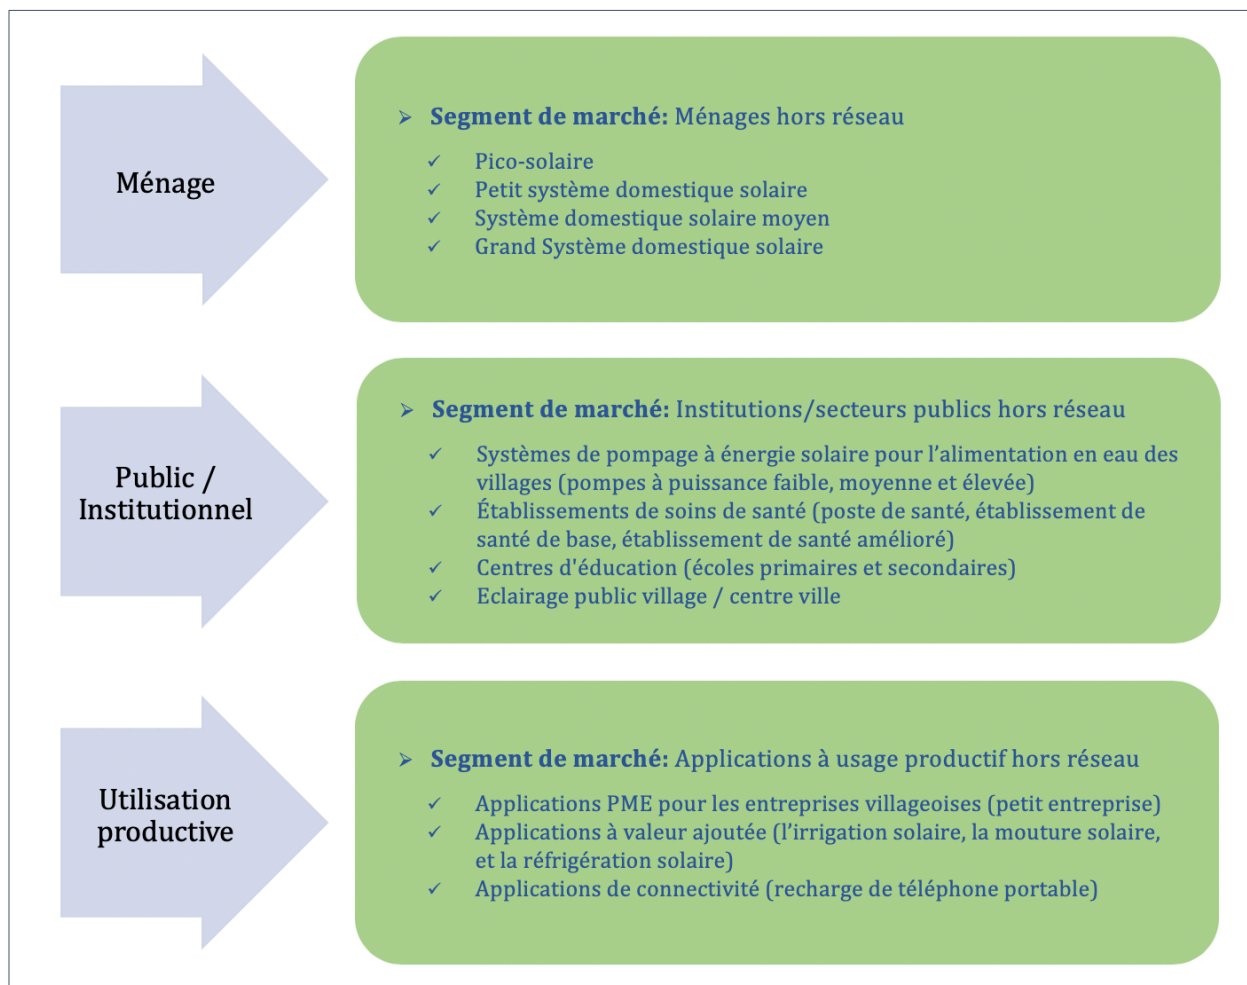 Ménage
➢ Segment de marché: Ménages hors réseau
✓ Pico-solaire
✓ Petit système domestique solaire
✓ Système domestique solaire moyen
✓ Grand Système domestique solaire
Public /
Institutionnel
➢ Segment de marché: Institutions/secteurs publics hors réseau
✓ Systèmes de pompage à énergie solaire pour l’alimentation en eau des
villages (pompes à puissance faible, moyenne et élevée)
✓ Établissements de soins de santé (poste de santé, établissement de
santé de base, établissement de santé amélioré)
✓ Centres d'éducation (écoles primaires et secondaires)
✓ Eclairage public village / centre ville
Utilisation
productive
➢ Segment de marché: Applications à usage productif hors réseau
✓ Applications PME pour les entreprises villageoises (petit entreprise)
✓ Applications à valeur ajoutée (l’irrigation solaire, la mouture solaire,
et la réfrigération solaire)
✓ Applications de connectivité (recharge de téléphone portable)